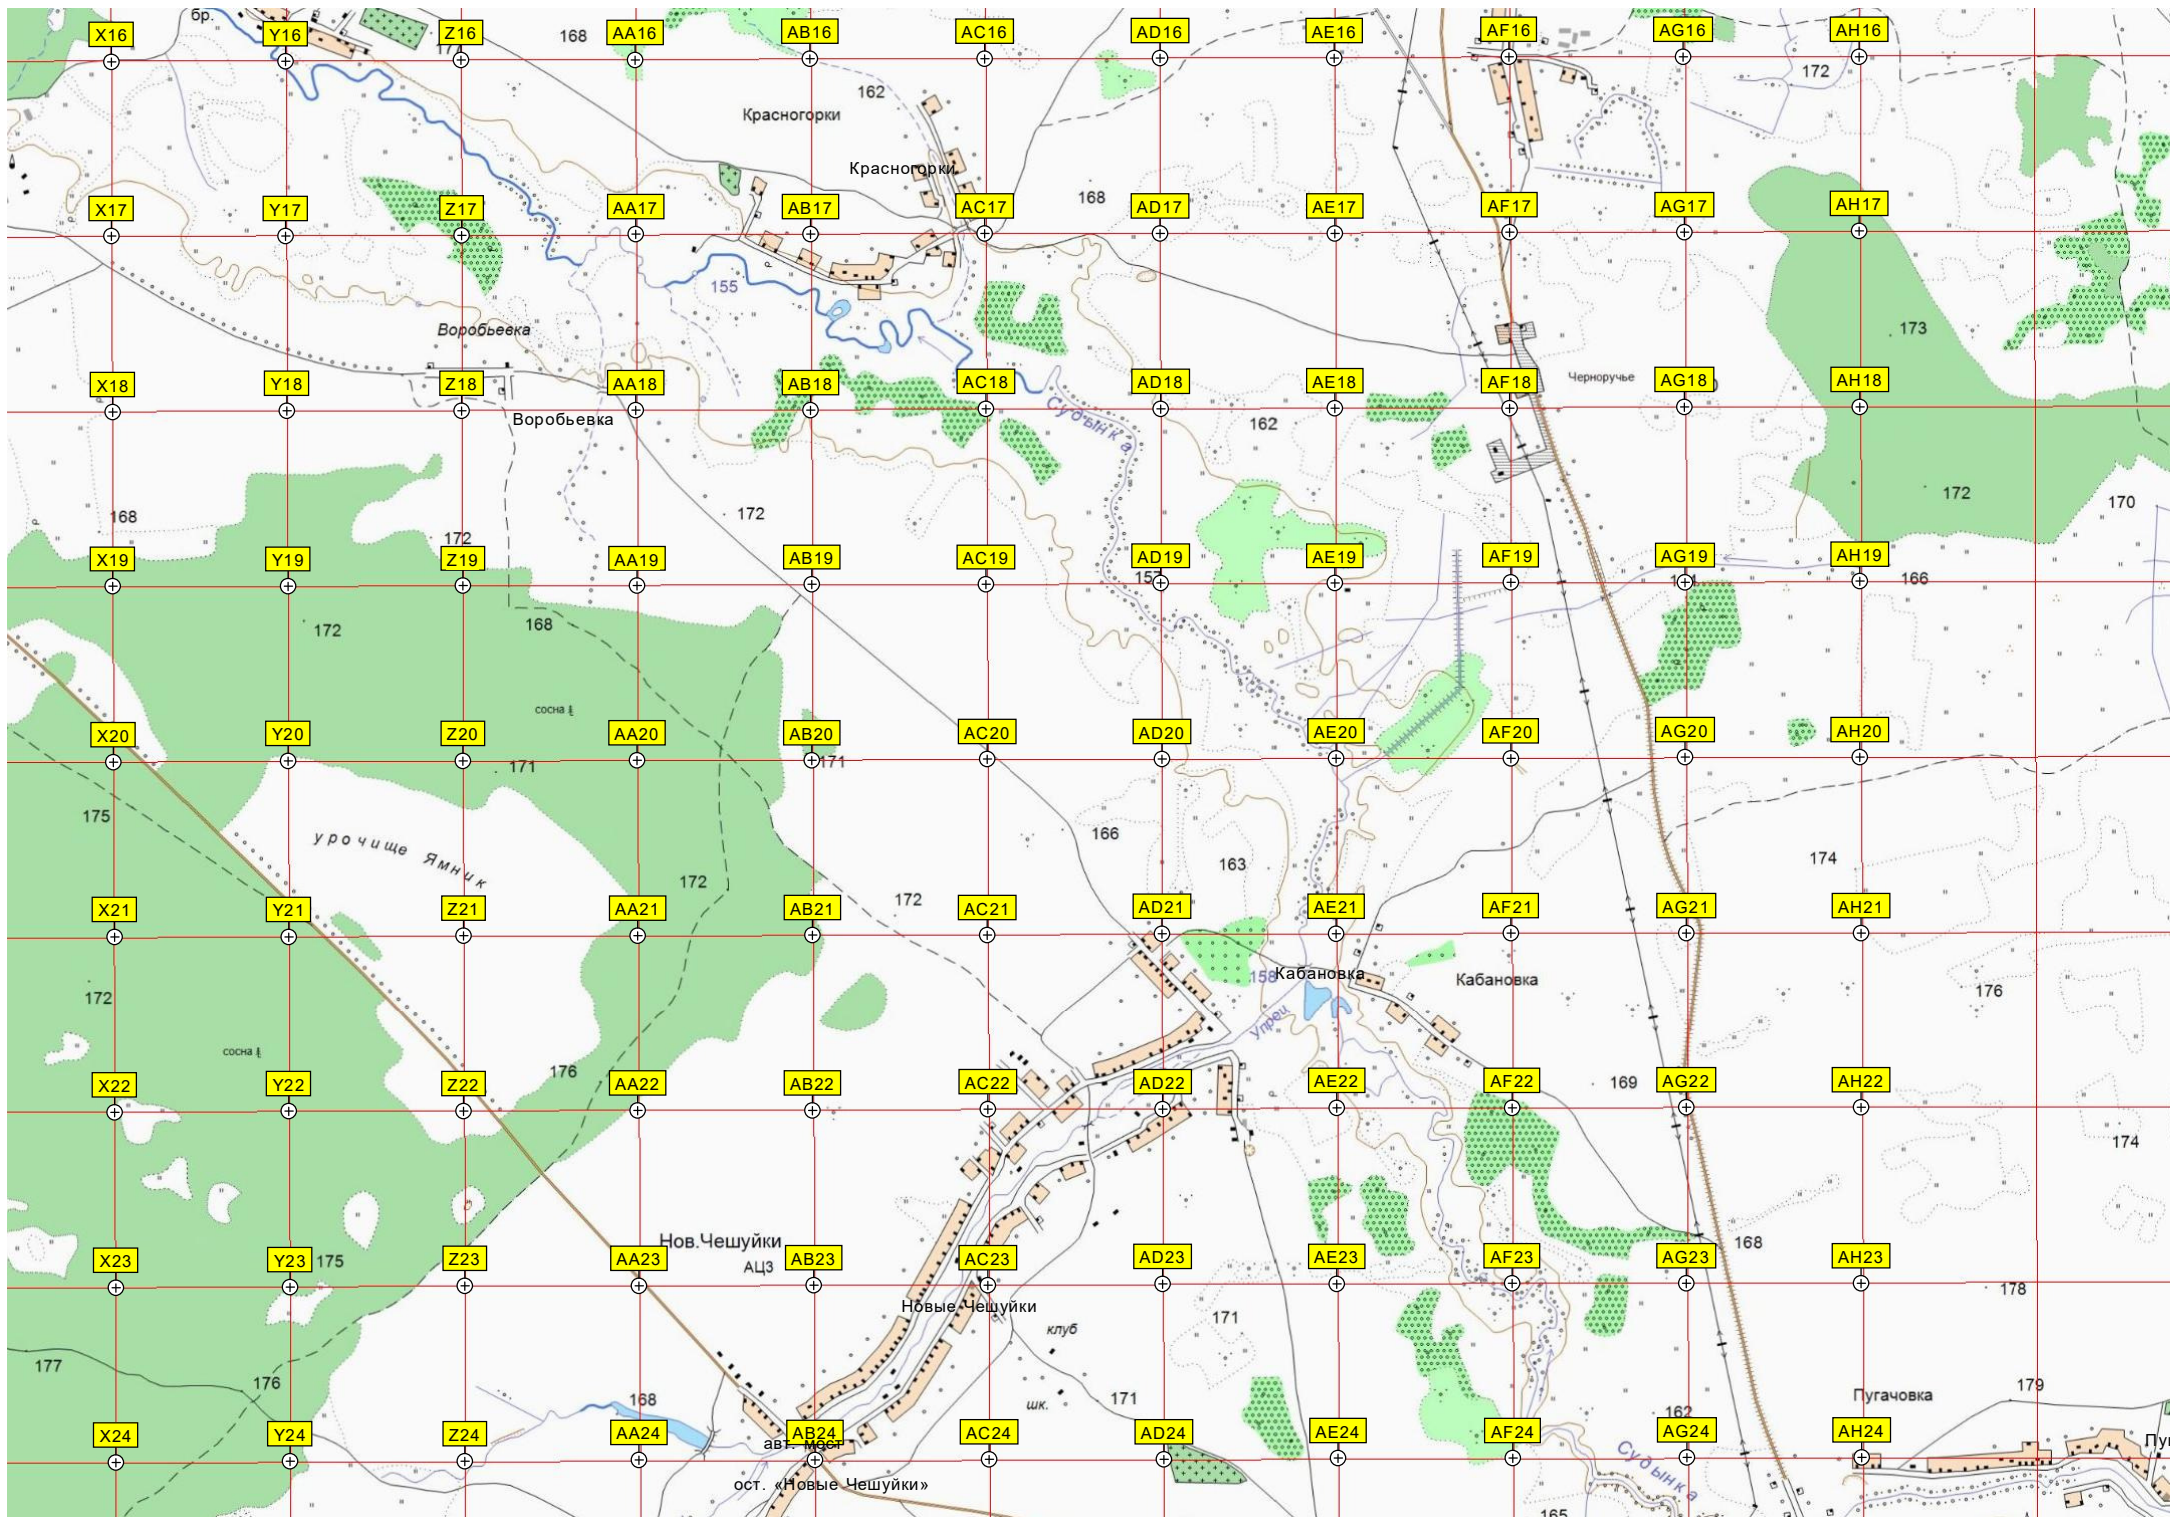 бр.
X16 Y16 Z16 168 AA16 AB16 AC16 AD16 AE16 AF16 AG16 AH16
172
162
Красногорки
Красногорки
168
X17 Y17 Z17 AA17 AB17 AC17 AD17 AE17 AF17 AG17 AH17
155
Воробьевка
173
Черноручье
X18 Y18 Z18 AA18 AB18 AC18 AD18 AE18 AF18 AG18 AH18
Воробьевка
Судынка
162
172
170
168
172
172
X19 Y19 Z19 AA19 AB19 AC19 AD19 AE19 AF19 AG19 AH19
166
172
168
сосна
X20 Y20 Z20 AA20 AB20 AC20 AD20 AE20 AF20 AG20 AH20
171
171
175
урочище Ямник
166
163
174
172
172
X21 Y21 Z21 AA21 AB21 AC21 AD21 AE21 AF21 AG21 AH21
158
Кабановка
Кабановка
172
176
Упрец
сосна
176
169
X22 Y22 Z22 AA22 AB22 AC22 AD22 AE22 AF22 AG22 AH22
174
Нов.Чешуйки
АЦЗ
168
175
X23 Y23 Z23 AA23 AB23 AC23 AD23 AE23 AF23 AG23 AH23
178
Новые Чешуйки
171
клуб
177
176
168
шк.
171
162
Пугачовка
179
X24 Y24 Z24 AA24 AB24 AC24 AD24 AE24 AF24 AG24 AH24
авт. мост
Судынка
ост. «Новые Чешуйки»
165